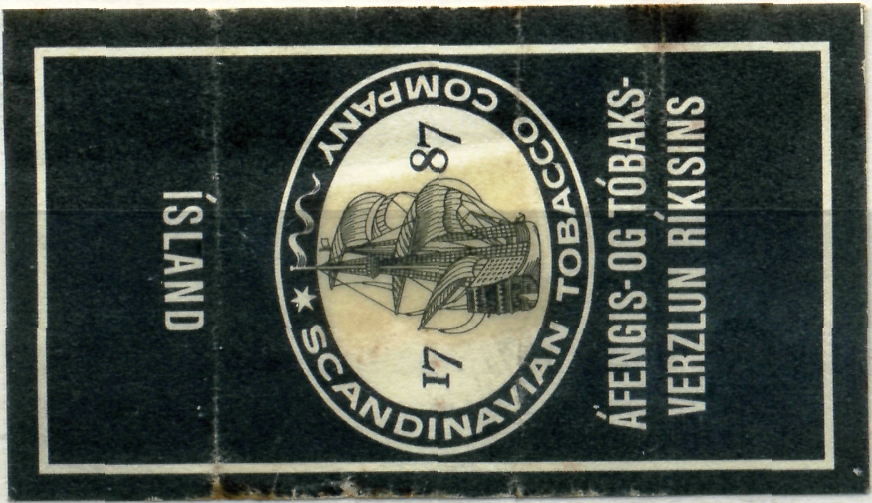 ÍSLAND
SCANDINAVIAN TOBACCO COMPANY
17 87
ÁFENGIS- OG TÓBAKS-
VERZLUN RÍKISINS